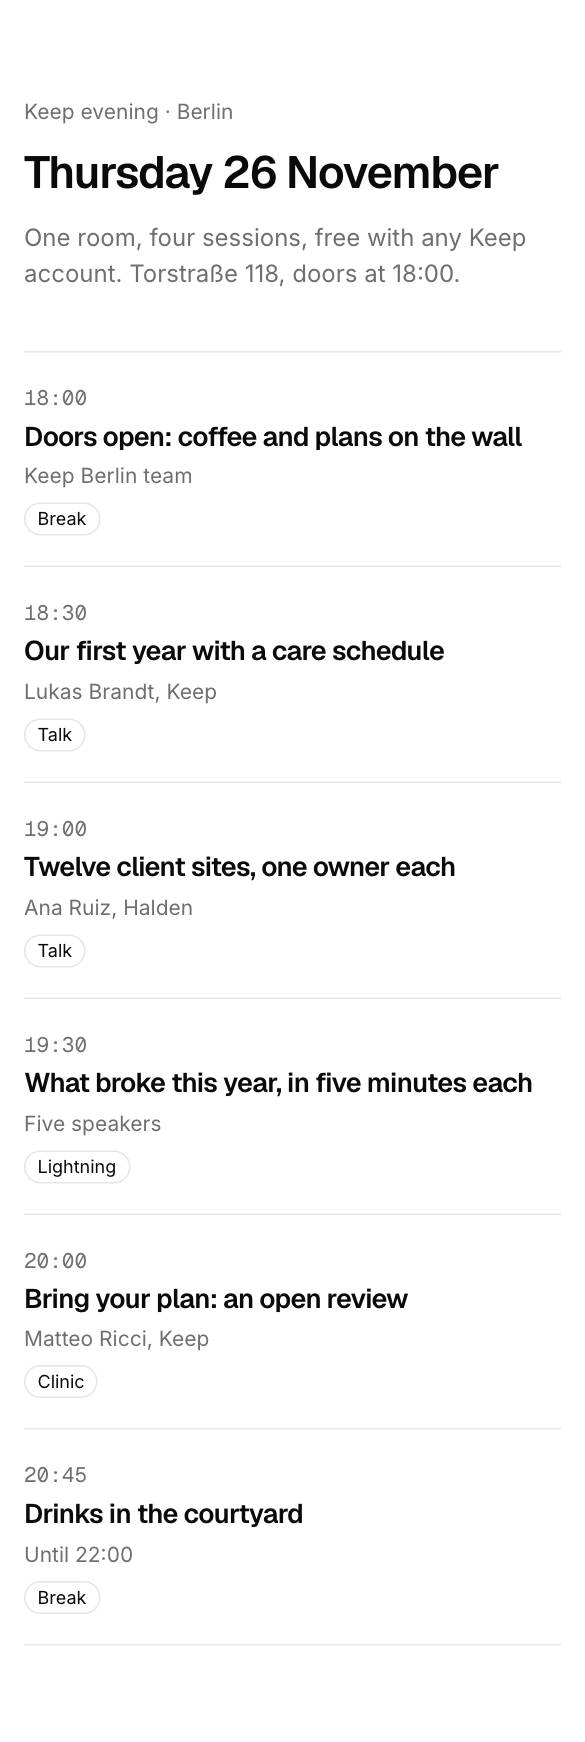 Keep evening · Berlin
Thursday 26 November
One room, four sessions, free with any Keep
account. Torstraße 118, doors at 18:00.
18:00
Doors open: coffee and plans on the wall
Keep Berlin team
Break
18:30
Our first year with a care schedule
Lukas Brandt, Keep
Talk
19:00
Twelve client sites, one owner each
Ana Ruiz, Halden
Talk
19:30
What broke this year, in five minutes each
Five speakers
Lightning
20:00
Bring your plan: an open review
Matteo Ricci, Keep
Clinic
20:45
Drinks in the courtyard
Until 22:00
Break